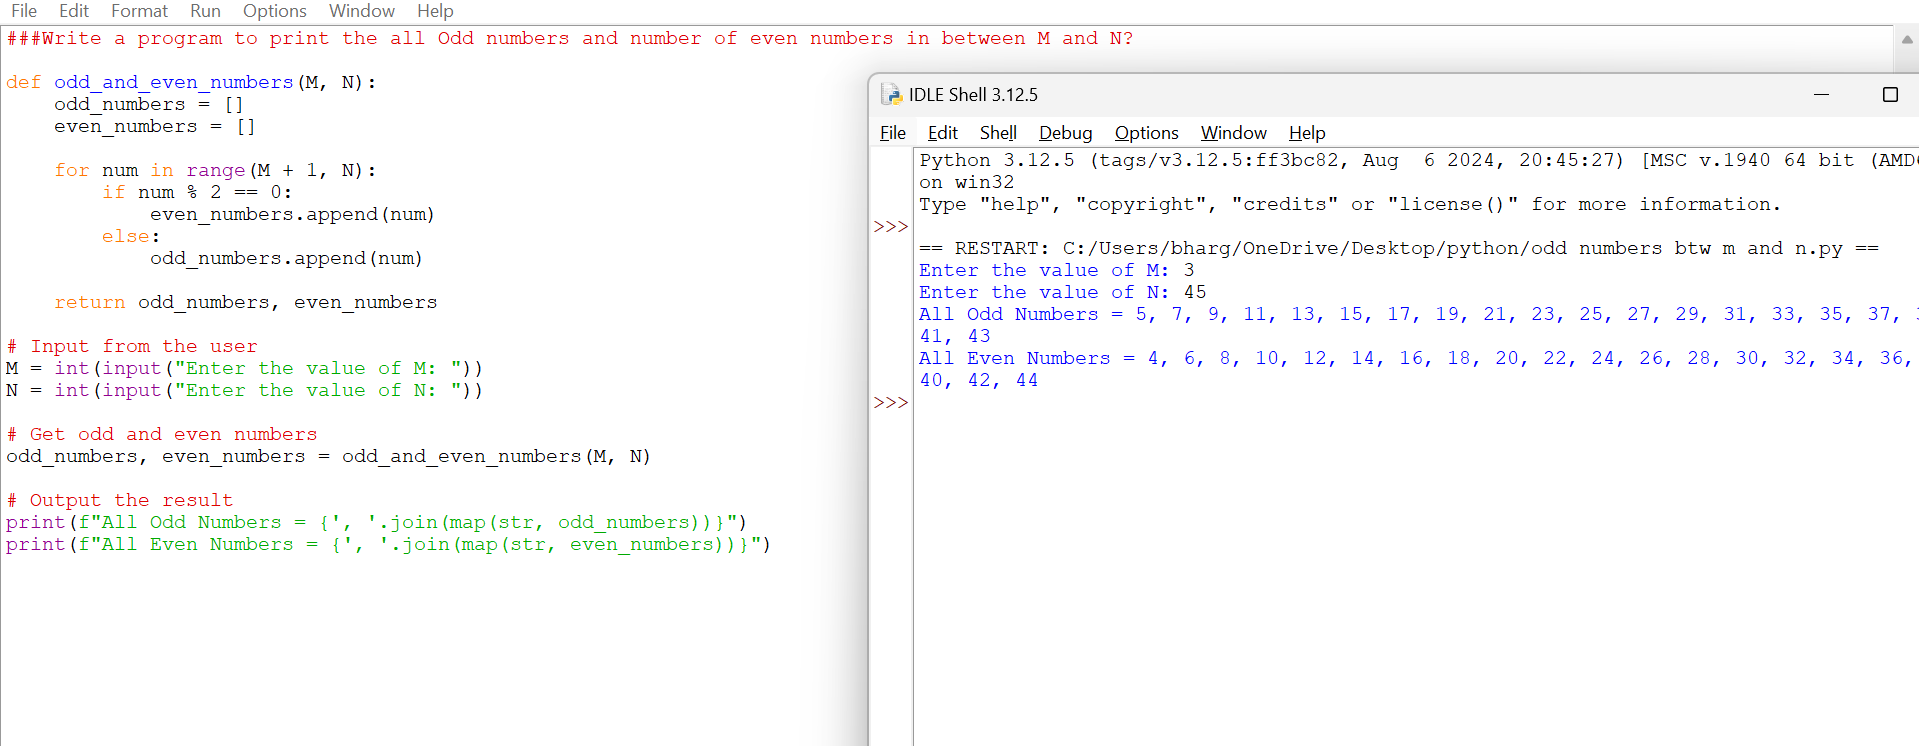 File Edit Format Run Options Window Help
###Write a program to print the all Odd numbers and number of even numbers in between M and N?
def odd_and_even_numbers(M, N):
    odd_numbers = []
    even_numbers = []
    for num in range(M + 1, N):
        if num % 2 == 0:
            even_numbers.append(num)
        else:
            odd_numbers.append(num)
    return odd_numbers, even_numbers
# Input from the user
M = int(input("Enter the value of M: "))
N = int(input("Enter the value of N: "))
# Get odd and even numbers
odd_numbers, even_numbers = odd_and_even_numbers(M, N)
# Output the result
print(f"All Odd Numbers = {', '.join(map(str, odd_numbers))}")
print(f"All Even Numbers = {', '.join(map(str, even_numbers))}")
IDLE Shell 3.12.5
File Edit Shell Debug Options Window Help
Python 3.12.5 (tags/v3.12.5:ff3bc82, Aug  6 2024, 20:45:27) [MSC v.1940 64 bit
on win32
Type "help", "copyright", "credits" or "license()" for more information.
>>>
== RESTART: C:/Users/bharg/OneDrive/Desktop/python/odd numbers btw m and n.py ==
Enter the value of M: 3
Enter the value of N: 45
All Odd Numbers = 5, 7, 9, 11, 13, 15, 17, 19, 21, 23, 25, 27, 29, 31, 33, 35, 37,
41, 43
All Even Numbers = 4, 6, 8, 10, 12, 14, 16, 18, 20, 22, 24, 26, 28, 30, 32, 34, 36,
40, 42, 44
>>>